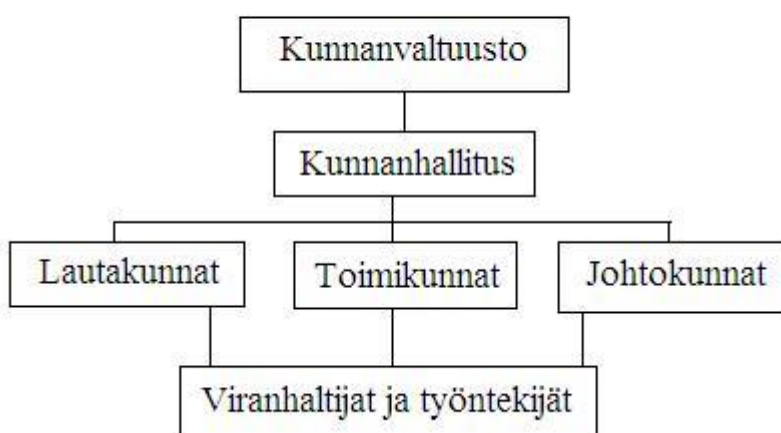 Kunnanvaltuusto
Kunnanhallitus
Lautakunnat
Toimikunnat
Johtokunnat
Viranhaltijat ja työntekijät